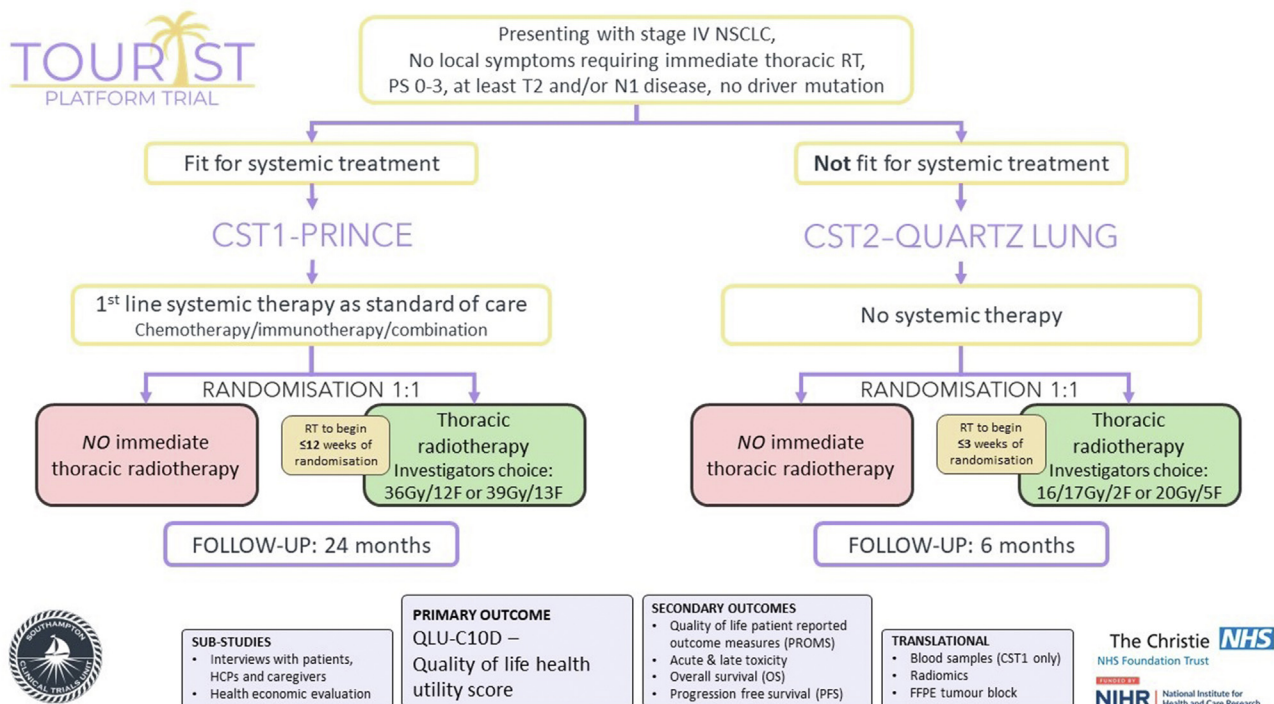 TOURIST
PLATFORM TRIAL
Presenting with stage IV NSCLC,
No local symptoms requiring immediate thoracic RT,
PS 0-3, at least T2 and/or N1 disease, no driver mutation
Fit for systemic treatment
Not fit for systemic treatment
CST1-PRINCE
CST2–QUARTZ LUNG
1st line systemic therapy as standard of care
Chemotherapy/immunotherapy/combination
No systemic therapy
RANDOMISATION 1:1
RANDOMISATION 1:1
NO immediate
thoracic radiotherapy
RT to begin
≤12 weeks of
randomisation
Thoracic
radiotherapy
Investigators choice:
36Gy/12F or 39Gy/13F
NO immediate
thoracic radiotherapy
RT to begin
≤3 weeks of
randomisation
Thoracic
radiotherapy
Investigators choice:
16/17Gy/2F or 20Gy/5F
FOLLOW-UP: 24 months
FOLLOW-UP: 6 months
SOUTHAMPTON
CLINICAL TRIALS UNIT
SUB-STUDIES
• Interviews with patients,
HCPs and caregivers
• Health economic evaluation
PRIMARY OUTCOME
QLU-C10D –
Quality of life health
utility score
SECONDARY OUTCOMES
• Quality of life patient reported
outcome measures (PROMS)
• Acute & late toxicity
• Overall survival (OS)
• Progression free survival (PFS)
TRANSLATIONAL
• Blood samples (CST1 only)
• Radiomics
• FFPE tumour block
The Christie NHS
NHS Foundation Trust
FUNDED BY
NIHR | National Institute for
Health and Care Research